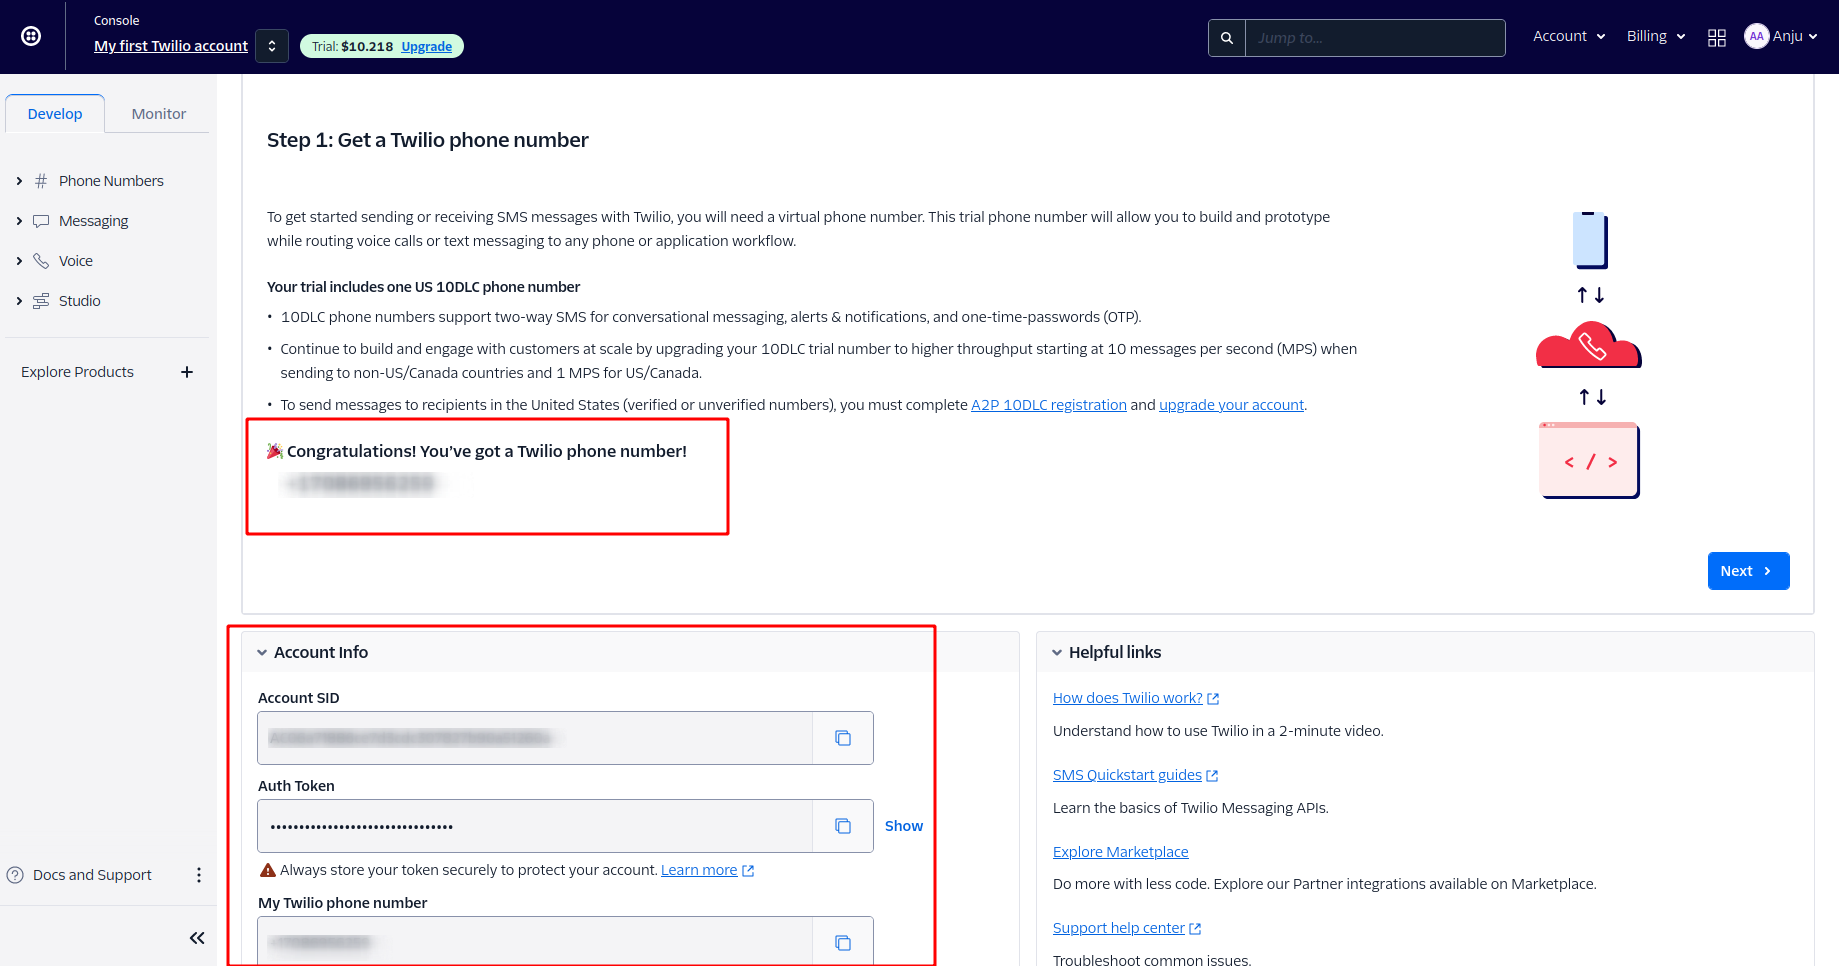 Console
My first Twilio account
Trial: $10.218 Upgrade
Jump to...
Account
Billing
AA Anju
Develop
Monitor
Phone Numbers
Messaging
Voice
Studio
Explore Products +
Docs and Support
Step 1: Get a Twilio phone number
To get started sending or receiving SMS messages with Twilio, you will need a virtual phone number. This trial phone number will allow you to build and prototype
while routing voice calls or text messaging to any phone or application workflow.
Your trial includes one US 10DLC phone number
• 10DLC phone numbers support two-way SMS for conversational messaging, alerts & notifications, and one-time-passwords (OTP).
• Continue to build and engage with customers at scale by upgrading your 10DLC trial number to higher throughput starting at 10 messages per second (MPS) when
sending to non-US/Canada countries and 1 MPS for US/Canada.
• To send messages to recipients in the United States (verified or unverified numbers), you must complete A2P 10DLC registration and upgrade your account.
Congratulations! You’ve got a Twilio phone number!
< / >
Next
Account Info
Account SID
Auth Token
••••••••••••••••••••••••••••••••
Show
Always store your token securely to protect your account. Learn more
My Twilio phone number
Helpful links
How does Twilio work?
Understand how to use Twilio in a 2-minute video.
SMS Quickstart guides
Learn the basics of Twilio Messaging APIs.
Explore Marketplace
Do more with less code. Explore our Partner integrations available on Marketplace.
Support help center
Troubleshoot common issues.